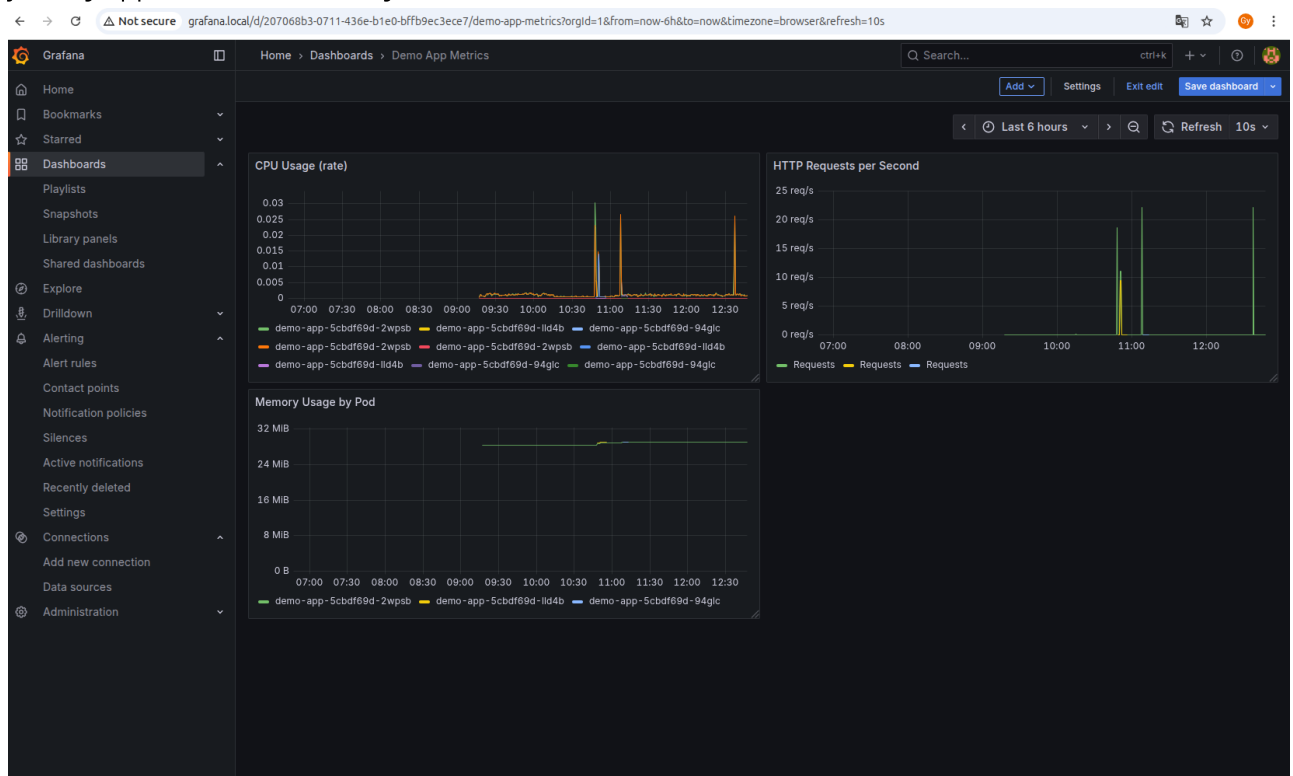 Not secure grafana.local/d/207068b3-0711-436e-b1e0-bffb9ec3ece7/demo-app-metrics?orgId=1&from=now-6h&to=now&timezone=browser&refresh=10s Gy
Grafana Home > Dashboards > Demo App Metrics Search... ctrl+k
Add Settings Exit edit Save dashboard
Last 6 hours Refresh 10s
Home
Bookmarks
Starred
Dashboards
Playlists
Snapshots
Library panels
Shared dashboards
Explore
Drilldown
Alerting
Alert rules
Contact points
Notification policies
Silences
Active notifications
Recently deleted
Settings
Connections
Add new connection
Data sources
Administration
CPU Usage (rate)
0.03
0.025
0.02
0.015
0.01
0.005
0
07:00 07:30 08:00 08:30 09:00 09:30 10:00 10:30 11:00 11:30 12:00 12:30
demo-app-5cbdf69d-2wpsb demo-app-5cbdf69d-lld4b demo-app-5cbdf69d-94glc
demo-app-5cbdf69d-2wpsb demo-app-5cbdf69d-2wpsb demo-app-5cbdf69d-lld4b
demo-app-5cbdf69d-lld4b demo-app-5cbdf69d-94glc demo-app-5cbdf69d-94glc
HTTP Requests per Second
25 req/s
20 req/s
15 req/s
10 req/s
5 req/s
0 req/s
07:00 08:00 09:00 10:00 11:00 12:00
Requests Requests Requests
Memory Usage by Pod
32 MiB
24 MiB
16 MiB
8 MiB
0 B
07:00 07:30 08:00 08:30 09:00 09:30 10:00 10:30 11:00 11:30 12:00 12:30
demo-app-5cbdf69d-2wpsb demo-app-5cbdf69d-lld4b demo-app-5cbdf69d-94glc